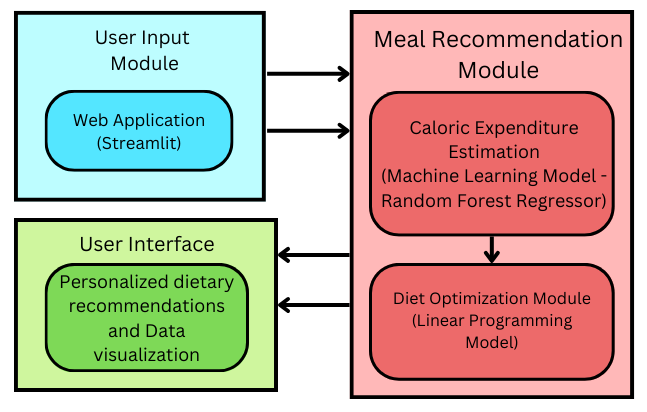 User Input
Module
Web Application
(Streamlit)
Meal Recommendation
Module
Caloric Expenditure
Estimation
(Machine Learning Model -
Random Forest Regressor)
Diet Optimization Module
(Linear Programming
Model)
User Interface
Personalized dietary
recommendations
and Data
visualization